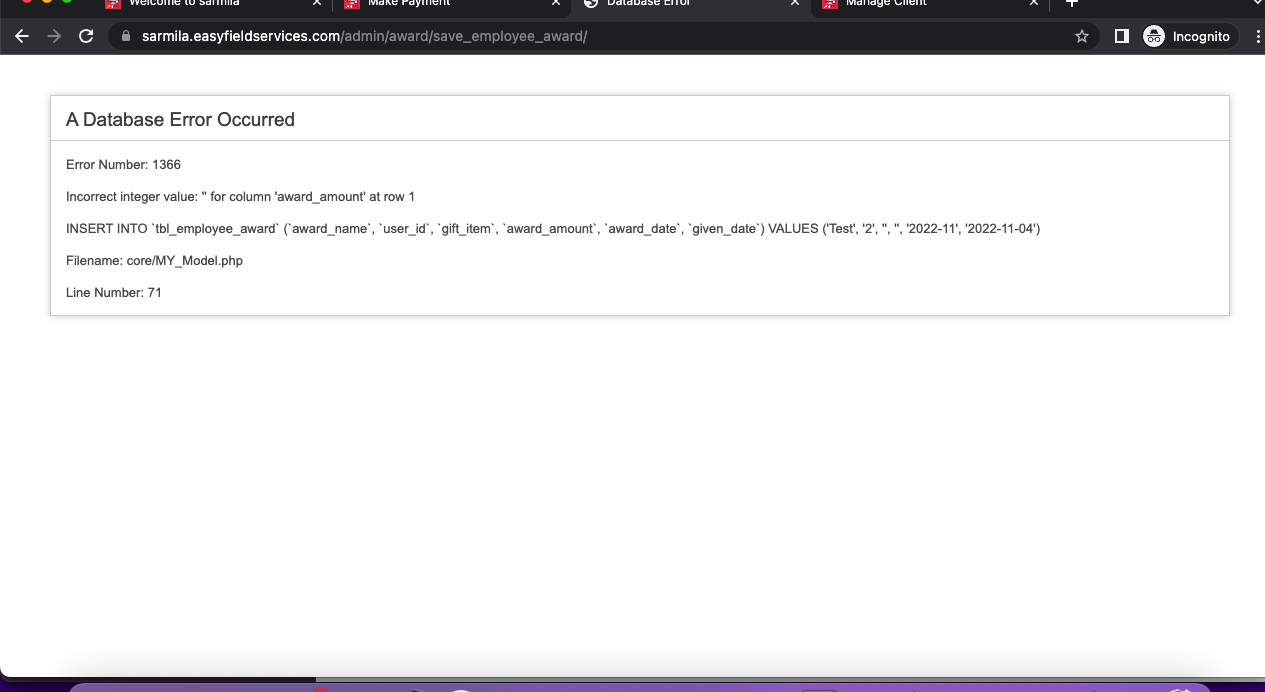 Welcome to sarmila
Make Payment
Database Error
Manage Client
sarmila.easyfieldservices.com/admin/award/save_employee_award/
Incognito
A Database Error Occurred
Error Number: 1366
Incorrect integer value: '' for column 'award_amount' at row 1
INSERT INTO `tbl_employee_award` (`award_name`, `user_id`, `gift_item`, `award_amount`, `award_date`, `given_date`) VALUES ('Test', '2', '', '', '2022-11', '2022-11-04')
Filename: core/MY_Model.php
Line Number: 71